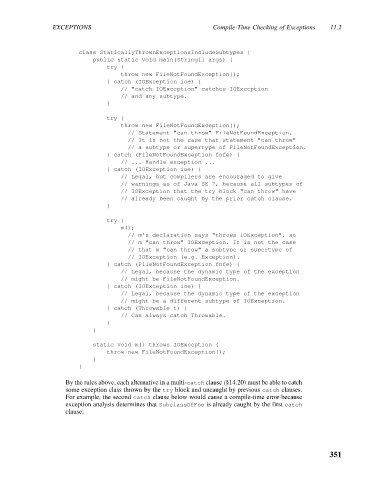 EXCEPTIONS Compile-Time Checking of Exceptions 11.2
class StaticallyThrownExceptionsIncludeSubtypes {
public static void main(String[] args) {
try {
throw new FileNotFoundException();
} catch (IOException ioe) {
// "catch IOException" catches IOException
// and any subtype.
}
try {
throw new FileNotFoundException();
// Statement "can throw" FileNotFoundException.
// It is not the case that statement "can throw"
// a subtype or supertype of FileNotFoundException.
} catch (FileNotFoundException fnfe) {
// ... Handle exception ...
} catch (IOException ioe) {
// Legal, but compilers are encouraged to give
// warnings as of Java SE 7, because all subtypes of
// IOException that the try block "can throw" have
// already been caught by the prior catch clause.
}
try {
m();
// m's declaration says "throws IOException", so
// m "can throw" IOException. It is not the case
// that m "can throw" a subtype or supertype of
// IOException (e.g. Exception).
} catch (FileNotFoundException fnfe) {
// Legal, because the dynamic type of the exception
// might be FileNotFoundException.
} catch (IOException ioe) {
// Legal, because the dynamic type of the exception
// might be a different subtype of IOException.
} catch (Throwable t) {
// Can always catch Throwable.
}
}
static void m() throws IOException {
throw new FileNotFoundException();
}
}
By the rules above, each alternative in a multi-catch clause (§14.20) must be able to catch
some exception class thrown by the try block and uncaught by previous catch clauses.
For example, the second catch clause below would cause a compile-time error because
exception analysis determines that SubclassOfFoo is already caught by the first catch
clause:
351